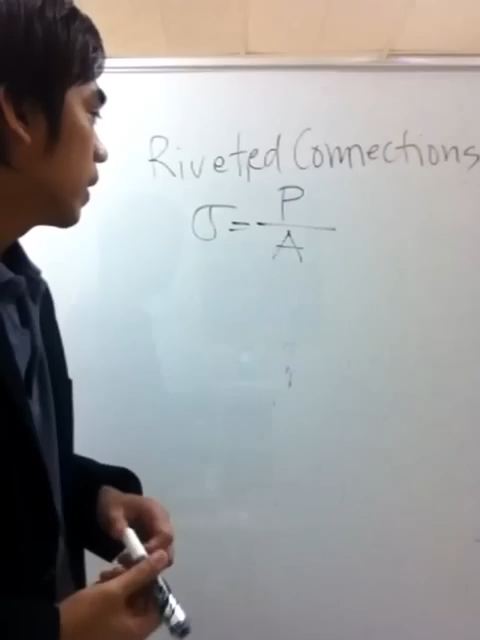 Riveted Connections
σ = P/A